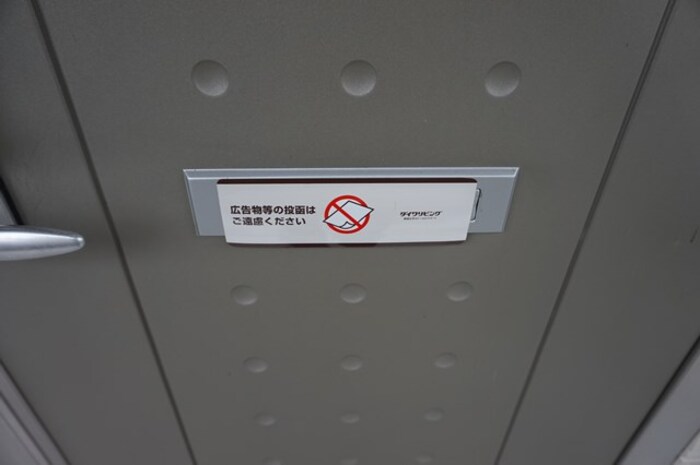 広告物等の投函は
ご遠慮ください
ダイワリビング